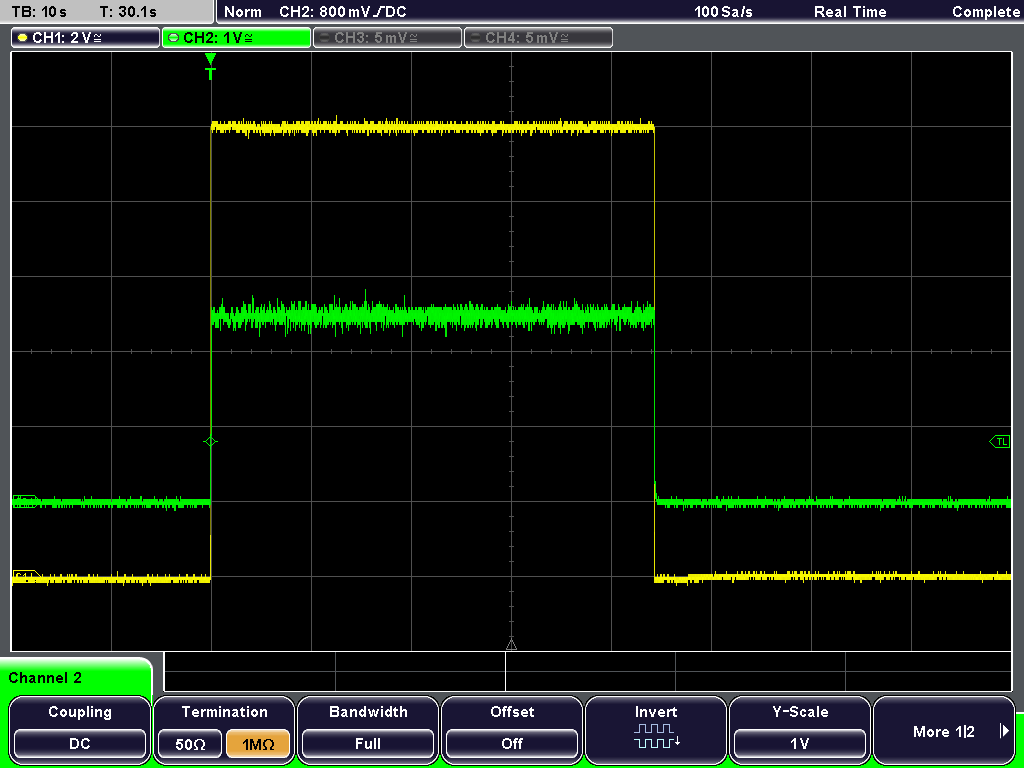 TB: 10 s T: 30.1 s Norm CH2: 800 mV DC 100 Sa/s Real Time Complete
CH1: 2 V CH2: 1 V CH3: 5 mV CH4: 5 mV
T
TL
Channel 2
Coupling Termination Bandwidth Offset Invert Y-Scale More 1|2
DC 50Ω 1MΩ Full Off 1 V